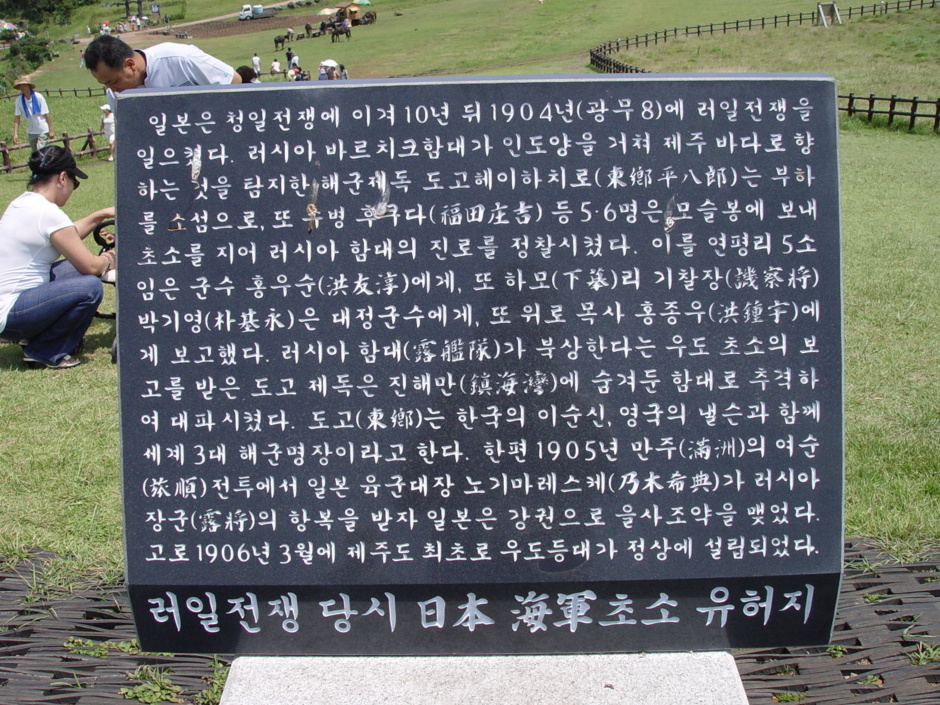 일본은 청일전쟁에 이겨 10년 뒤 1904년(광무8)에 러일전쟁을
일으켰다. 러시아 바르치크함대가 인도양을 거쳐 제주 바다로 향
하는 것을 탐지한 해군제독 도고헤이하치로(東鄕平八郎)는 부하
를 소섬으로, 또 병 후쿠다(福田庄吉) 등 5·6명은 모슬봉에 보내
초소를 지어 러시아 함대의 진로를 정찰시켰다. 이를 연평리 5소
임은 군수 홍우순(洪友淳)에게, 또 하모(下摹)리 기찰장(譏察將)
박기영(朴基永)은 대정군수에게, 또 위로 목사 홍종우(洪鍾宇)에
게 보고했다. 러시아 함대(露艦隊)가 부상한다는 우도 초소의 보
고를 받은 도고 제독은 진해만(鎭海灣)에 숨겨둔 함대로 추격하
여 대파시켰다. 도고(東鄕)는 한국의 이순신, 영국의 넬슨과 함께
세계 3대 해군명장이라고 한다. 한편 1905년 만주(滿洲)의 여순
(旅順)전투에서 일본 육군대장 노기마레스케(乃木希典)가 러시아
장군(露將)의 항복을 받자 일본은 강권으로 을사조약을 맺었다.
고로 1906년 3월에 제주도 최초로 우도등대가 정상에 설립되었다.
러일전쟁 당시 日本 海軍초소 유허지